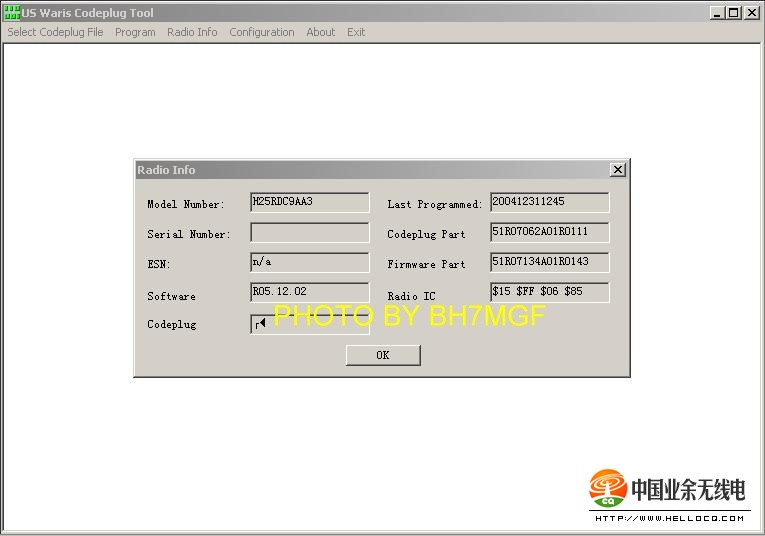 US Waris Codeplug Tool
Select Codeplug File Program Radio Info Configuration About Exit
Radio Info
Model Number: H25RDC9AA3 Last Programmed: 200412311245
Serial Number: Codeplug Part 51R07062A01R0111
ESN: n/a Firmware Part 51R07134A01R0143
Software R05.12.02 Radio IC $15 $FF $06 $85
Codeplug
PHOTO BY BH7MGF
OK
CQ
中国业余无线电
HTTP://WWW.HELLOCQ.COM